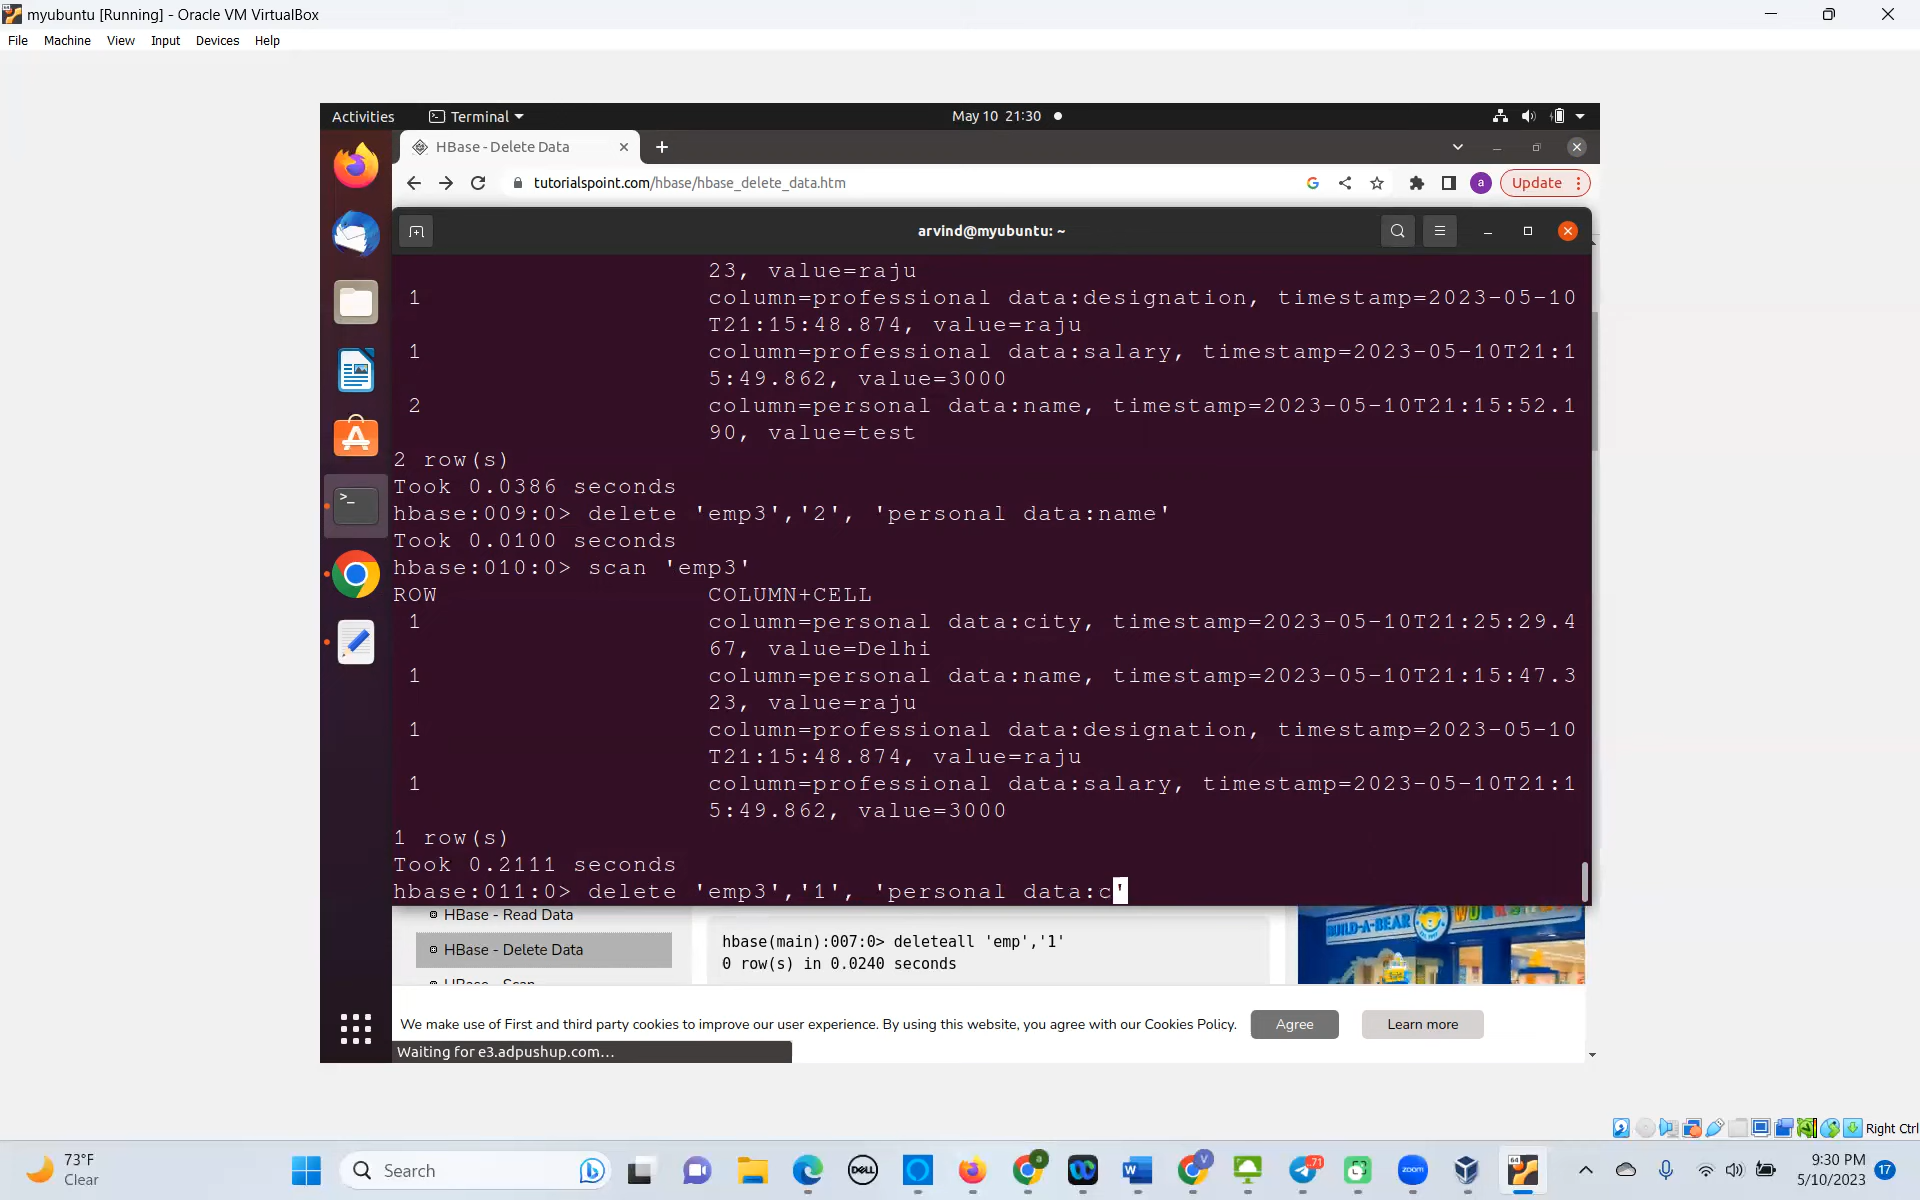 myubuntu [Running] - Oracle VM VirtualBox
File Machine View Input Devices Help
Activities Terminal May 10 21:30
HBase - Delete Data
tutorialspoint.com/hbase/hbase_delete_data.htm G a Update
arvind@myubuntu: ~
23, value=raju
1 column=professional data:designation, timestamp=2023-05-10
T21:15:48.874, value=raju
1 column=professional data:salary, timestamp=2023-05-10T21:1
5:49.862, value=3000
2 column=personal data:name, timestamp=2023-05-10T21:15:52.1
90, value=test
2 row(s)
Took 0.0386 seconds
hbase:009:0> delete 'emp3','2', 'personal data:name'
Took 0.0100 seconds
hbase:010:0> scan 'emp3'
ROW COLUMN+CELL
1 column=personal data:city, timestamp=2023-05-10T21:25:29.4
67, value=Delhi
1 column=personal data:name, timestamp=2023-05-10T21:15:47.3
23, value=raju
1 column=professional data:designation, timestamp=2023-05-10
T21:15:48.874, value=raju
1 column=professional data:salary, timestamp=2023-05-10T21:1
5:49.862, value=3000
1 row(s)
Took 0.2111 seconds
hbase:011:0> delete 'emp3','1', 'personal data:c'
HBase - Read Data
HBase - Delete Data
HBase - Scan
hbase(main):007:0> deleteall 'emp','1'
0 row(s) in 0.0240 seconds
BUILD-A-BEAR
We make use of First and third party cookies to improve our user experience. By using this website, you agree with our Cookies Policy. Agree Learn more
Waiting for e3.adpushup.com...
Right Ctrl
73°F
Clear
Search
DELL
a
V
71
zoom
64
9:30 PM
5/10/2023
17